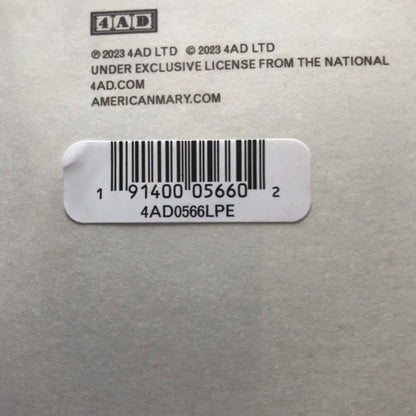 4AD
℗ 2023 4AD LTD © 2023 4AD LTD
UNDER EXCLUSIVE LICENSE FROM THE NATIONAL
4AD.COM
AMERICANMARY.COM
1 91400 05660 2
4AD0566LPE